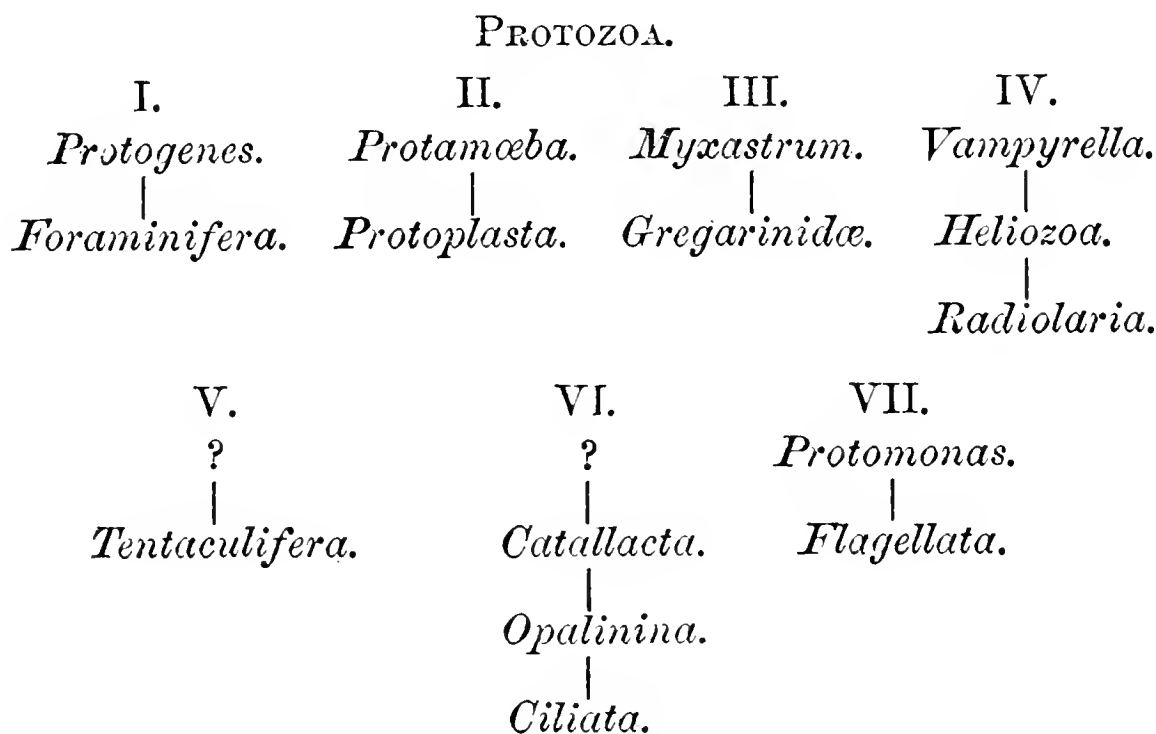 PROTOZOA.
I. II. III. IV.
Protogenes. Protamœba. Myxastrum. Vampyrella.
Foraminifera. Protoplasta. Gregarinidæ. Heliozoa.
Radiolaria.
V. VI. VII.
? ? Protomonas.
Tentaculifera. Catallacta. Flagellata.
Opalinina.
Ciliata.